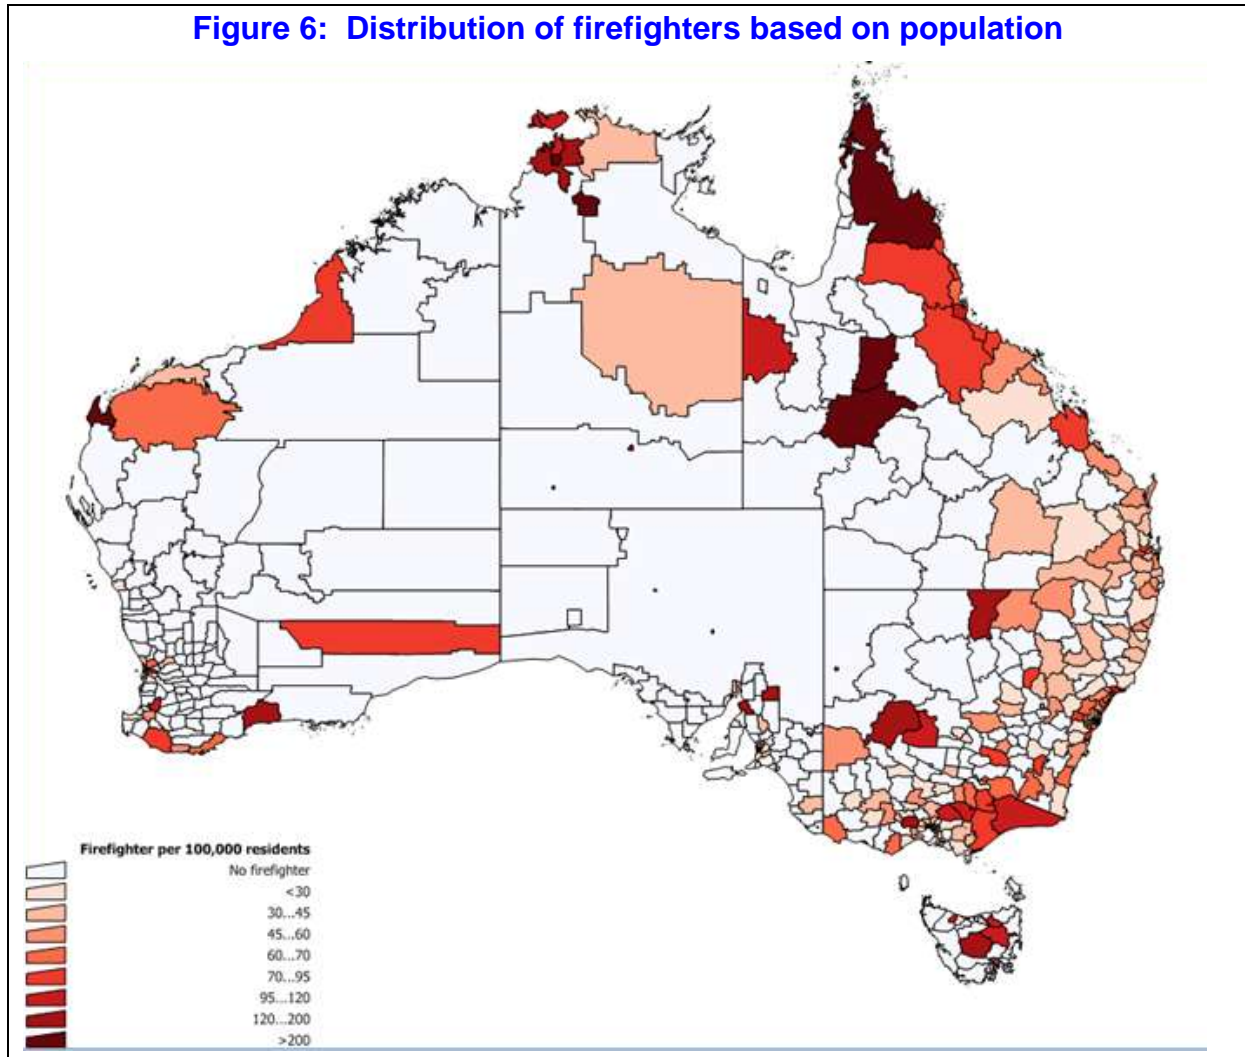 Figure 6: Distribution of firefighters based on population
Firefighter per 100,000 residents
No firefighter
<30
30...45
45...60
60...70
70...95
95...120
120...200
>200